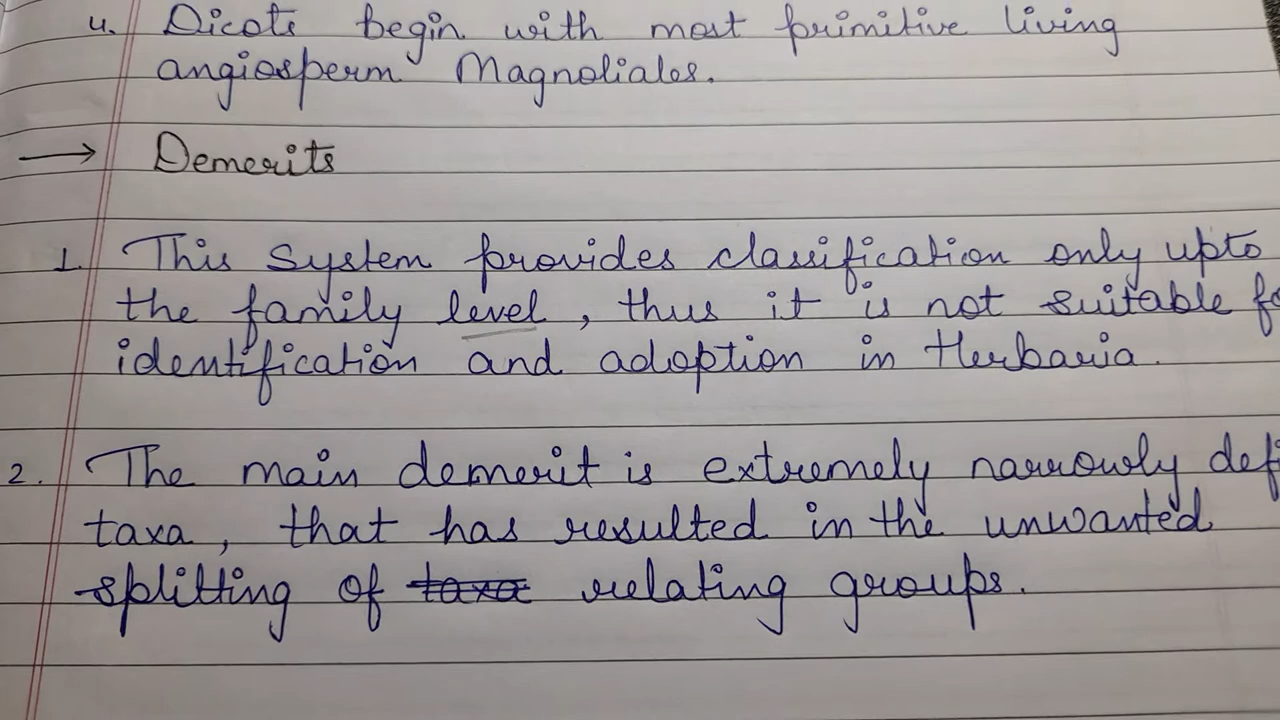 4. Dicots begin with most primitive living
angiosperm Magnoliales.
→ Demerits
1. This System provides classification only upto
the family level, thus it is not suitable fo
identification and adoption in Herbaria.
2. The main demerit is extremely narrowly def
taxa, that has resulted in the unwanted
splitting of taxa relating groups.